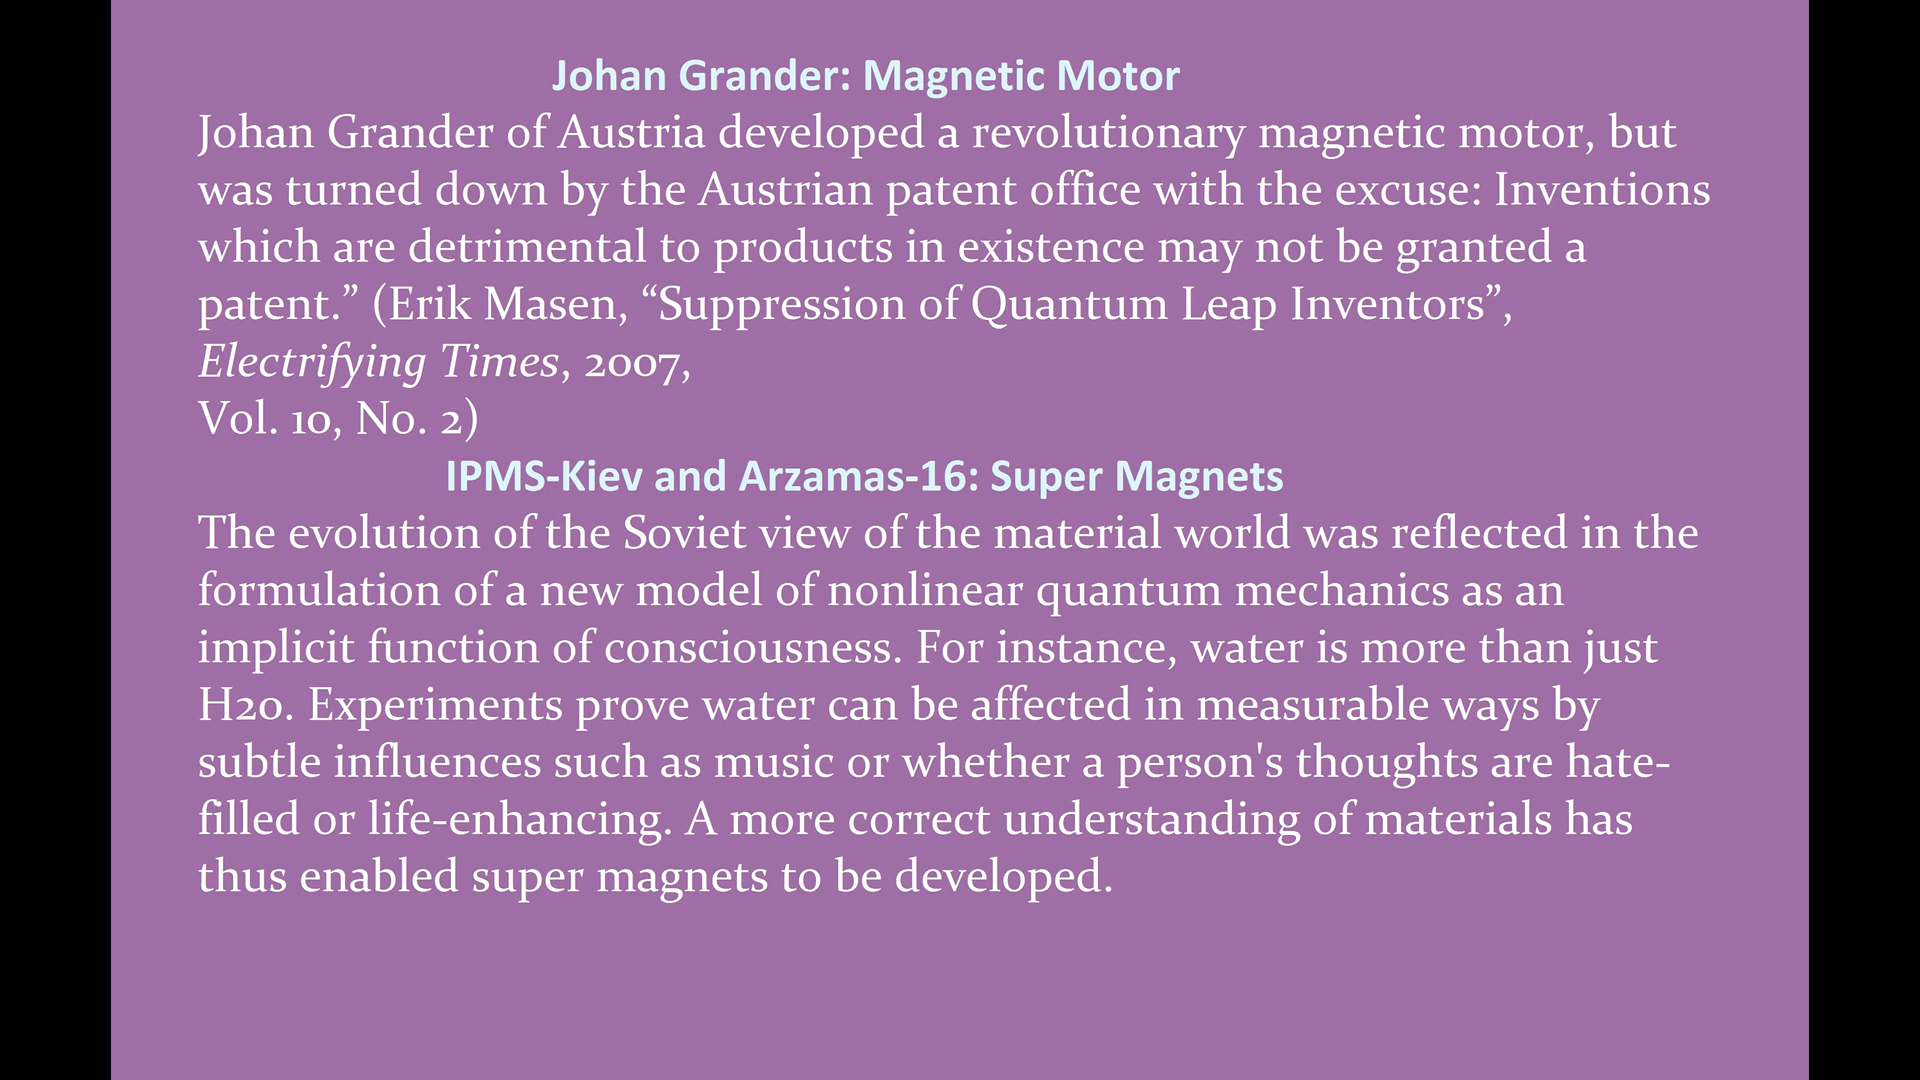 Johan Grander: Magnetic Motor
Johan Grander of Austria developed a revolutionary magnetic motor, but
was turned down by the Austrian patent office with the excuse: Inventions
which are detrimental to products in existence may not be granted a
patent.” (Erik Masen, “Suppression of Quantum Leap Inventors”,
Electrifying Times, 2007,
Vol. 10, No. 2)
IPMS-Kiev and Arzamas-16: Super Magnets
The evolution of the Soviet view of the material world was reflected in the
formulation of a new model of nonlinear quantum mechanics as an
implicit function of consciousness. For instance, water is more than just
H20. Experiments prove water can be affected in measurable ways by
subtle influences such as music or whether a person's thoughts are hate-
filled or life-enhancing. A more correct understanding of materials has
thus enabled super magnets to be developed.